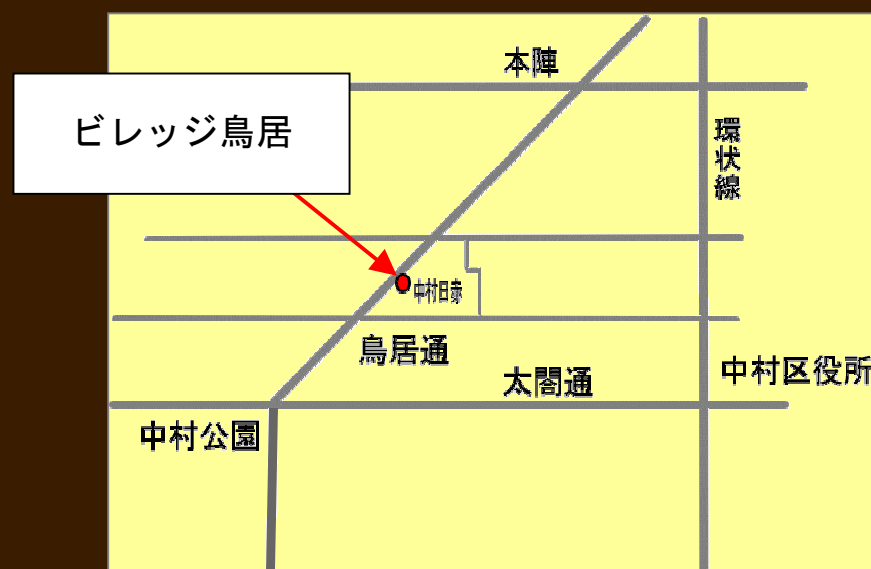 本陣
ビレッジ鳥居
環状線
中村日赤
鳥居通
中村区役所
太閤通
中村公園